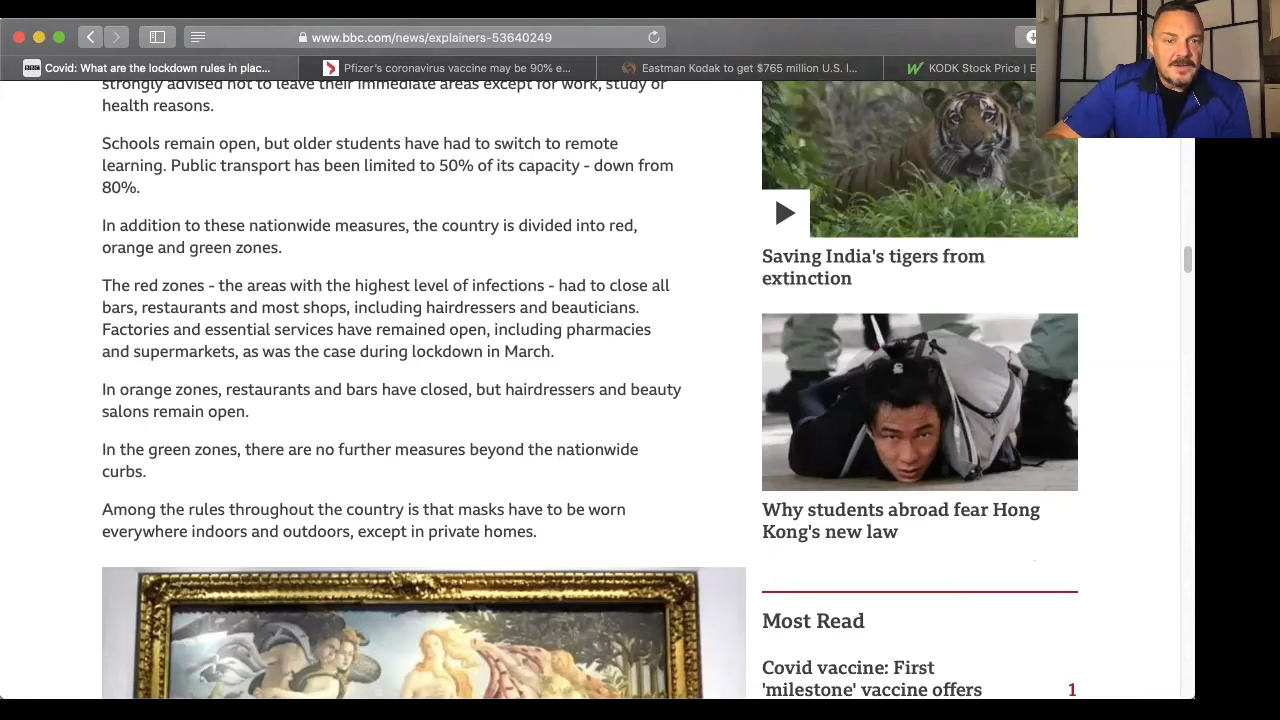 www.bbc.com/news/explainers-53640249
BBC
Covid: What are the lockdown rules in plac...
Pfizer's coronavirus vaccine may be 90% e...
Eastman Kodak to get $765 million U.S. l...
KODK Stock Price | E
strongly advised not to leave their immediate areas except for work, study or
health reasons.
Schools remain open, but older students have had to switch to remote
learning. Public transport has been limited to 50% of its capacity - down from
80%.
In addition to these nationwide measures, the country is divided into red,
orange and green zones.
The red zones - the areas with the highest level of infections - had to close all
bars, restaurants and most shops, including hairdressers and beauticians.
Factories and essential services have remained open, including pharmacies
and supermarkets, as was the case during lockdown in March.
In orange zones, restaurants and bars have closed, but hairdressers and beauty
salons remain open.
In the green zones, there are no further measures beyond the nationwide
curbs.
Among the rules throughout the country is that masks have to be worn
everywhere indoors and outdoors, except in private homes.
Saving India's tigers from
extinction
Why students abroad fear Hong
Kong's new law
Most Read
Covid vaccine: First
'milestone' vaccine offers
1